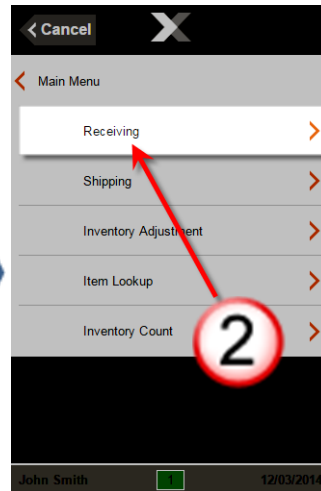 Cancel
Main Menu
Receiving
Shipping
Inventory Adjustment
Item Lookup
Inventory Count
2
John Smith 1 12/03/2014